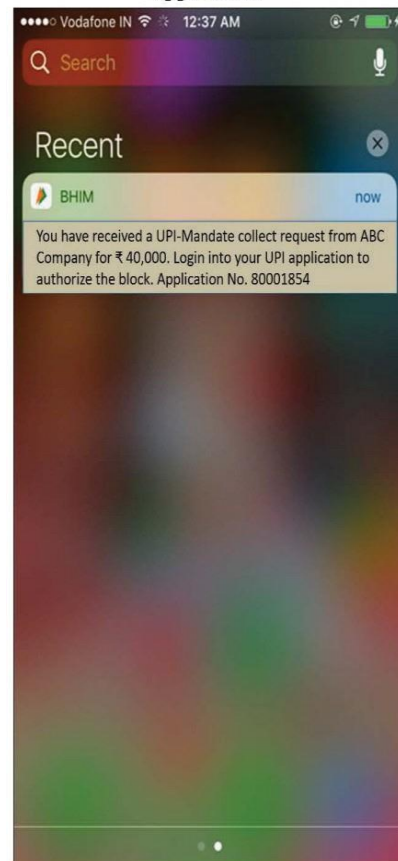 Vodafone IN 12:37 AM
Search
Recent
BHIM now
You have received a UPI-Mandate collect request from ABC
Company for ₹ 40,000. Login into your UPI application to
authorize the block. Application No. 80001854